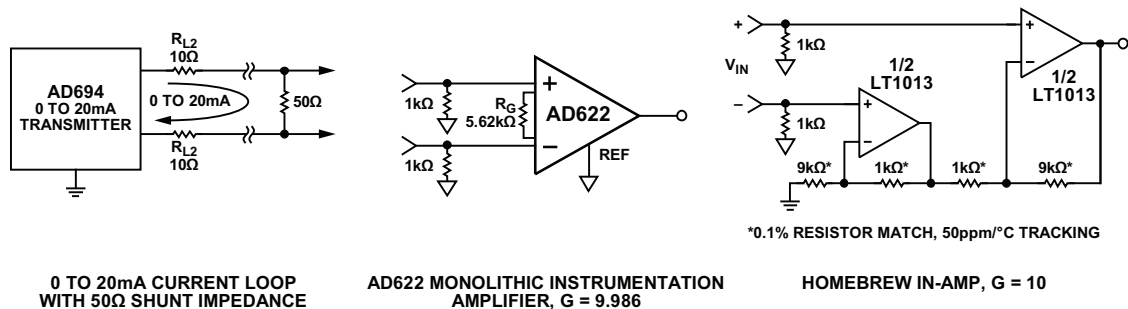 R_L2
10Ω
AD694
0 TO 20mA
TRANSMITTER
0 TO 20mA
50Ω
R_L2
10Ω
0 TO 20mA CURRENT LOOP
WITH 50Ω SHUNT IMPEDANCE
+
1kΩ
R_G
5.62kΩ
AD622
–
1kΩ
REF
AD622 MONOLITHIC INSTRUMENTATION
AMPLIFIER, G = 9.986
+
1kΩ
V_IN
–
1kΩ
+
–
1/2
LT1013
+
–
1/2
LT1013
9kΩ*
1kΩ*
1kΩ*
9kΩ*
*0.1% RESISTOR MATCH, 50ppm/°C TRACKING
HOMEBREW IN-AMP, G = 10